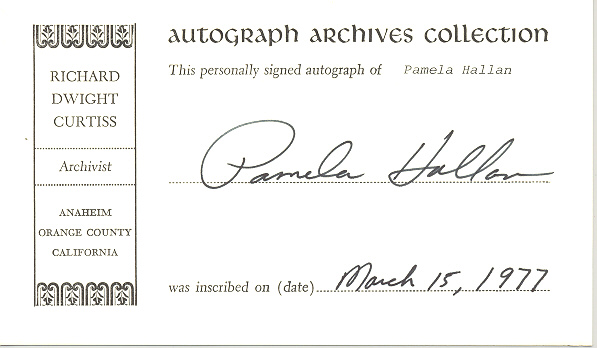 AUTOGRAPH ARCHIVES COLLECTION
This personally signed autograph of Pamela Hallan
RICHARD
DWIGHT
CURTISS
Archivist
ANAHEIM
ORANGE COUNTY
CALIFORNIA
Pamela Hallan
was inscribed on (date) March 15, 1977